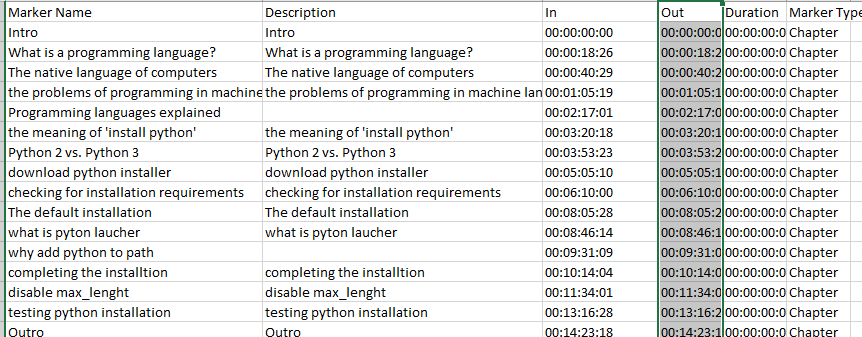 Marker Name Description In Out Duration Marker Type
Intro Intro 00:00:00:00 00:00:00:0 00:00:00:0 Chapter
What is a programming language? What is a programming language? 00:00:18:26 00:00:18:2 00:00:00:0 Chapter
The native language of computers The native language of computers 00:00:40:29 00:00:40:2 00:00:00:0 Chapter
the problems of programming in machine the problems of programming in machine lan 00:01:05:19 00:01:05:1 00:00:00:0 Chapter
Programming languages explained 00:02:17:01 00:02:17:0 00:00:00:0 Chapter
the meaning of 'install python' the meaning of 'install python' 00:03:20:18 00:03:20:1 00:00:00:0 Chapter
Python 2 vs. Python 3 Python 2 vs. Python 3 00:03:53:23 00:03:53:2 00:00:00:0 Chapter
download python installer download python installer 00:05:05:10 00:05:05:1 00:00:00:0 Chapter
checking for installation requirements checking for installation requirements 00:06:10:00 00:06:10:0 00:00:00:0 Chapter
The default installation The default installation 00:08:05:28 00:08:05:2 00:00:00:0 Chapter
what is pyton laucher what is pyton laucher 00:08:46:14 00:08:46:1 00:00:00:0 Chapter
why add python to path 00:09:31:09 00:09:31:0 00:00:00:0 Chapter
completing the installtion completing the installtion 00:10:14:04 00:10:14:0 00:00:00:0 Chapter
disable max_lenght disable max_lenght 00:11:34:01 00:11:34:0 00:00:00:0 Chapter
testing python installation testing python installation 00:13:16:28 00:13:16:2 00:00:00:0 Chapter
Outro Outro 00:14:23:18 00:14:23:1 00:00:00:0 Chapter